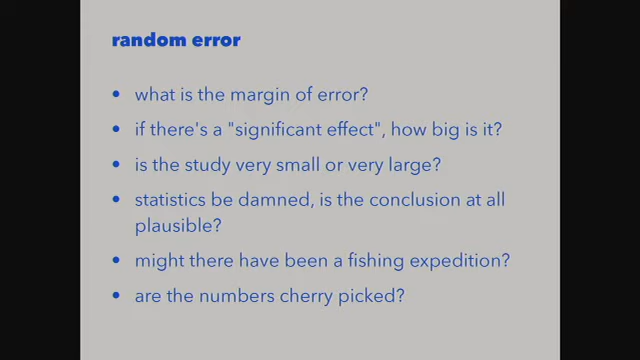 random error
• what is the margin of error?
• if there's a "significant effect", how big is it?
• is the study very small or very large?
• statistics be damned, is the conclusion at all
plausible?
• might there have been a fishing expedition?
• are the numbers cherry picked?